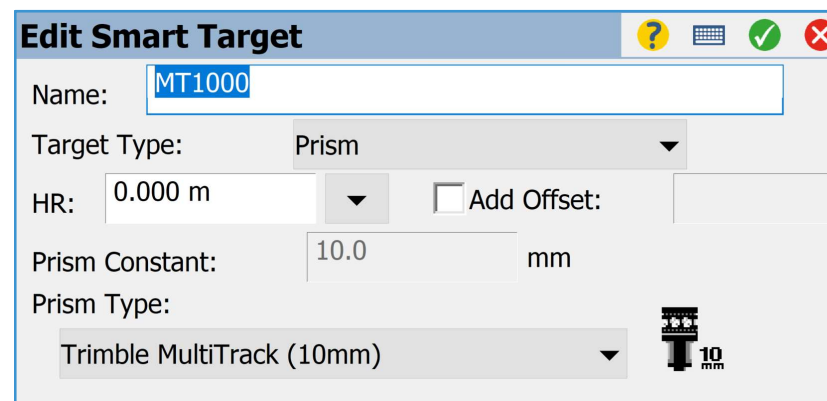 Edit Smart Target
?
Name: MT1000
Target Type: Prism
HR: 0.000 m Add Offset:
Prism Constant: 10.0 mm
Prism Type:
Trimble MultiTrack (10mm)
10
mm